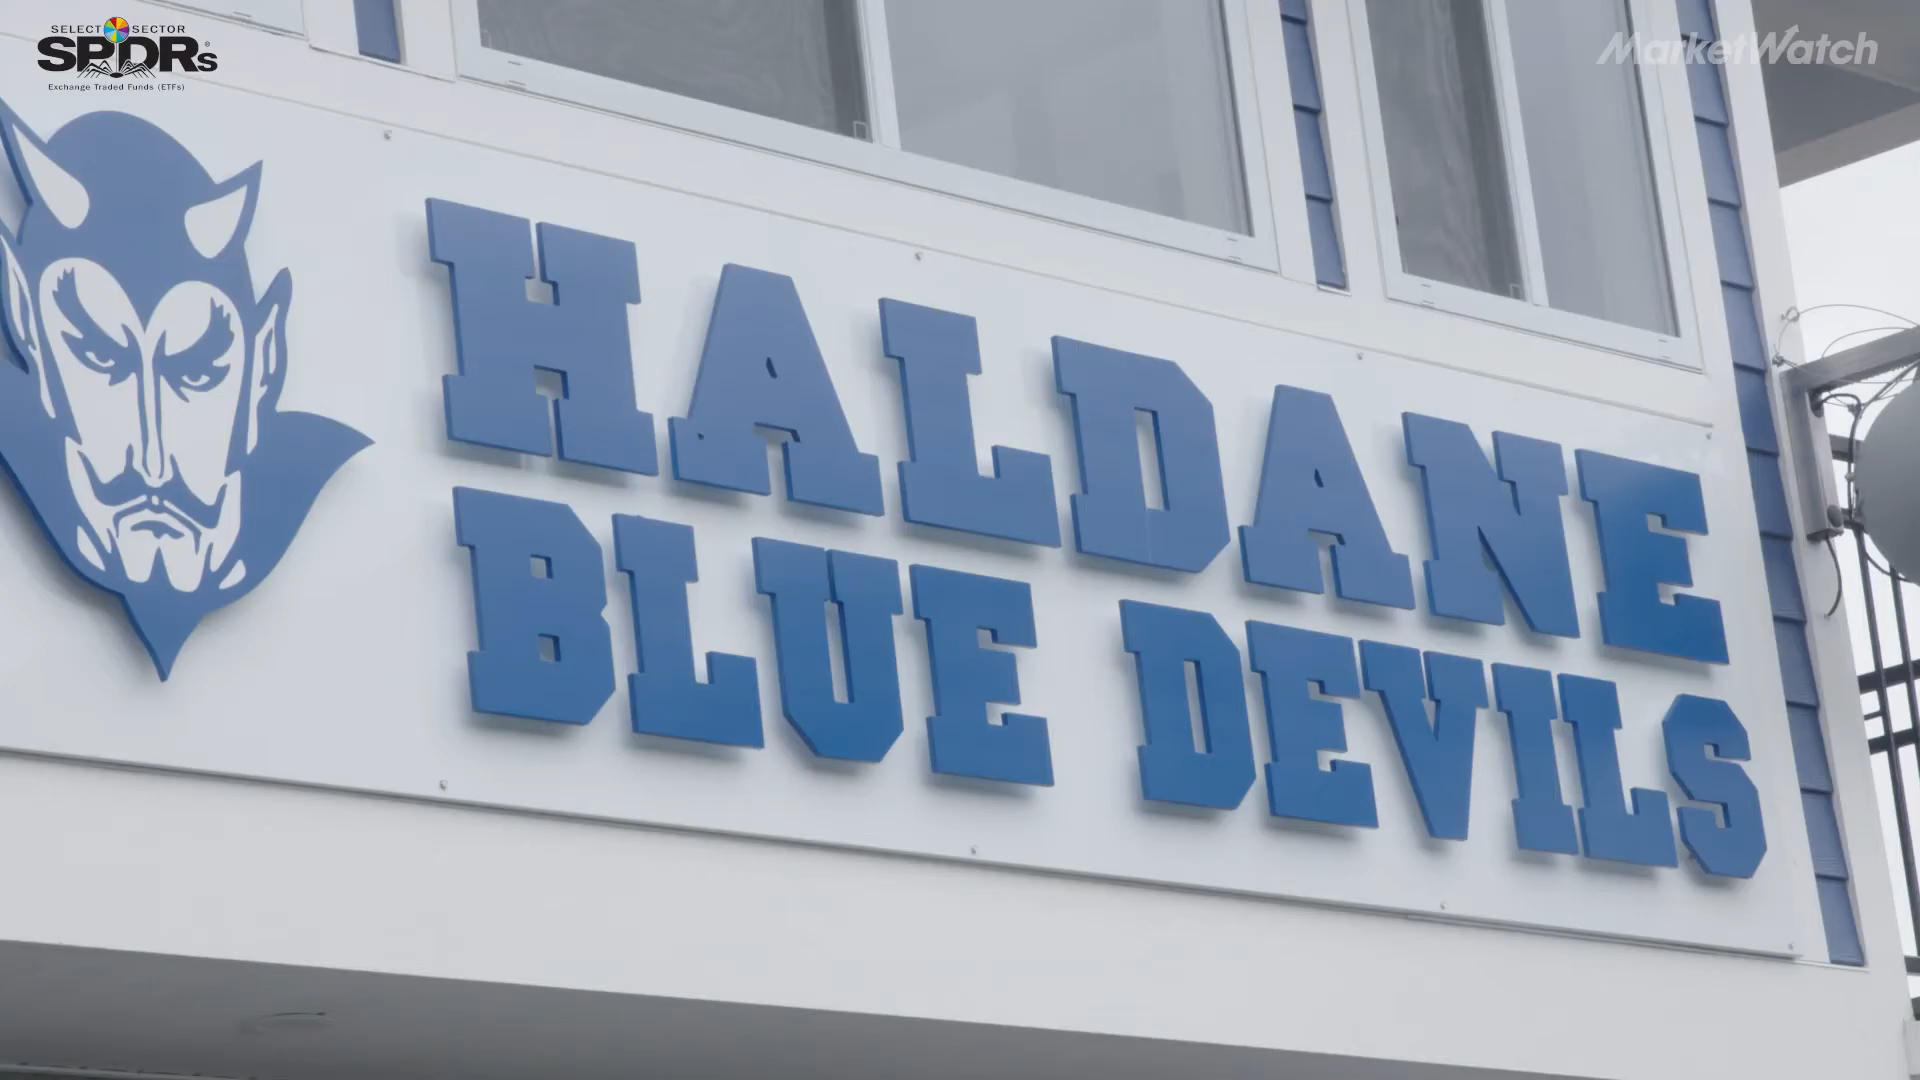 SELECT SECTOR
SPDRs®
Exchange Traded Funds (ETFs)
MarketWatch
HALDANE
BLUE DEVILS